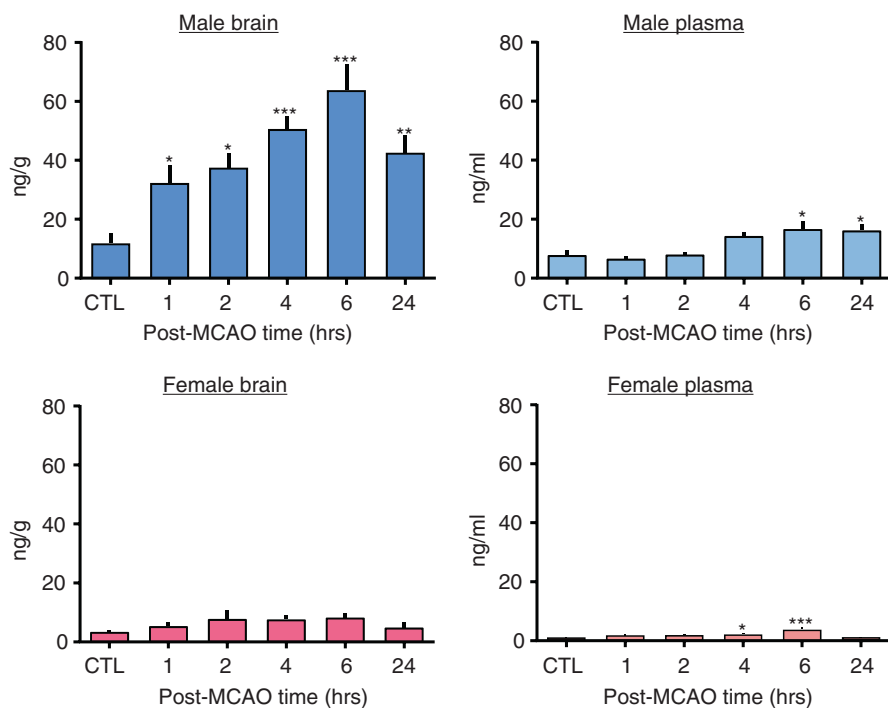 Male brain
80
60
40
20
0
ng/g
*
*
***
***
**
CTL 1 2 4 6 24
Post-MCAO time (hrs)
Male plasma
80
60
40
20
0
ng/ml
*
*
CTL 1 2 4 6 24
Post-MCAO time (hrs)
Female brain
80
60
40
20
0
ng/g
CTL 1 2 4 6 24
Post-MCAO time (hrs)
Female plasma
80
60
40
20
0
ng/ml
*
***
CTL 1 2 4 6 24
Post-MCAO time (hrs)